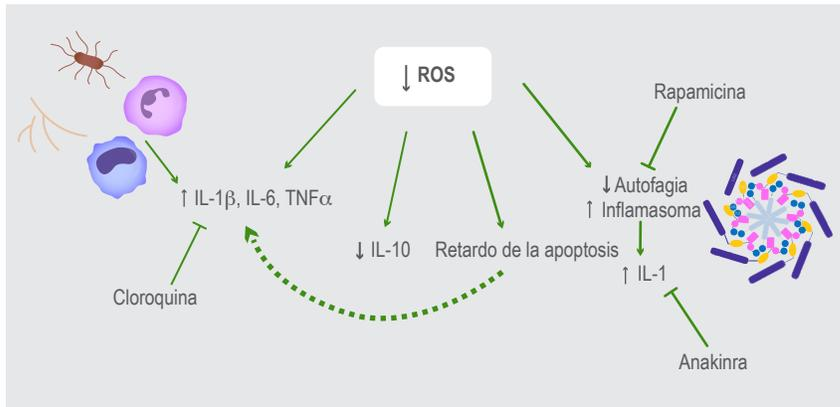 ↓ ROS
Rapamicina
↑ IL-1β, IL-6, TNFα
↓ Autofagia
↑ Inflamasoma
↓ IL-10
Retardo de la apoptosis
↑ IL-1
Cloroquina
Anakinra